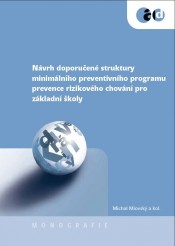 Návrh doporučené struktury
minimálního preventivního programu
prevence rizikového chování pro
základní školy
Michal Miovský a kol.
MONOGRAFIE